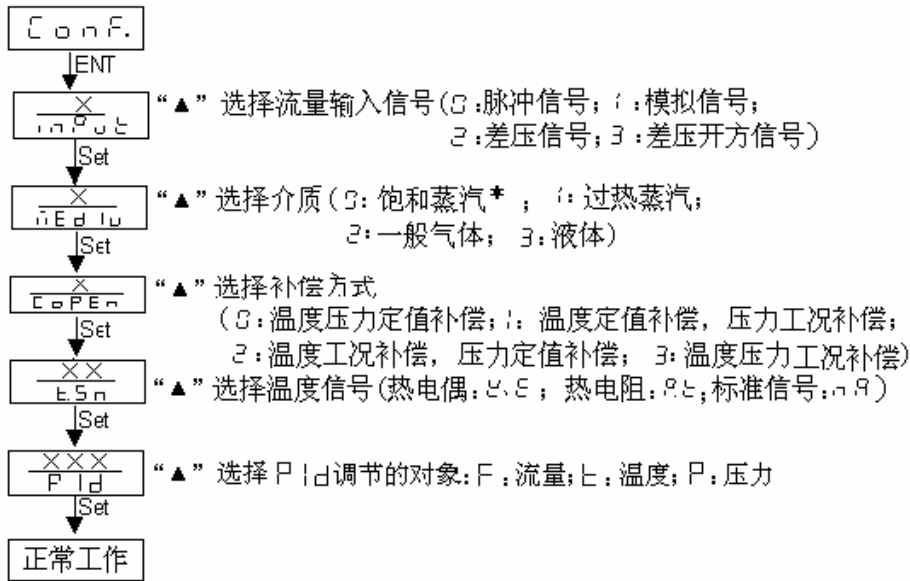 Conf.
ENT
X
inPut
“▲” 选择流量输入信号(0:脉冲信号; 1:模拟信号;
2:差压信号; 3:差压开方信号)
Set
X
mEdIu
“▲”选择介质(0: 饱和蒸汽* ; 1: 过热蒸汽;
2:一般气体; 3:液体)
Set
X
CoPEn
“▲”选择补偿方式
(0:温度压力定值补偿;1: 温度定值补偿, 压力工况补偿;
2:温度工况补偿, 压力定值补偿; 3:温度压力工况补偿)
Set
XX
t.Sn
“▲”选择温度信号(热电偶: ; 热电阻:P.t;标准信号:mA)
Set
XXX
PId
“▲” 选择PId调节的对象:F:流量;t:温度; P:压力
Set
正常工作